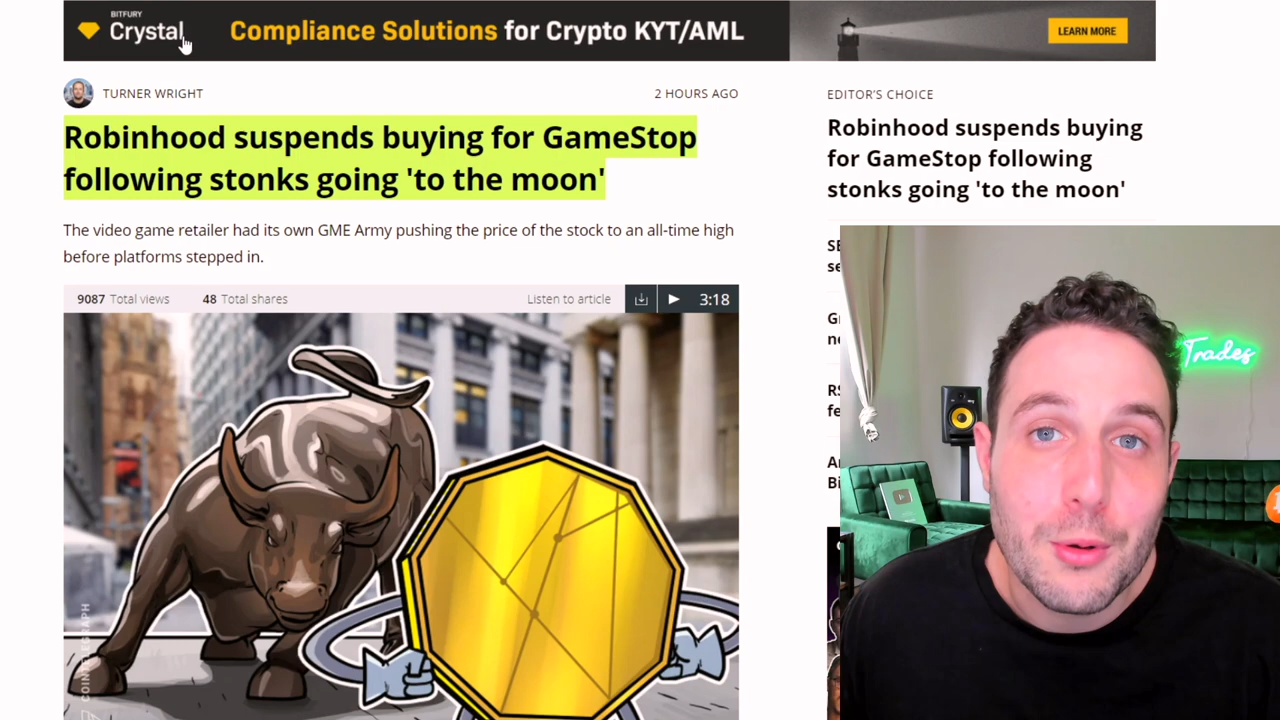 BITFURY
Crystal
Compliance Solutions for Crypto KYT/AML
LEARN MORE
TURNER WRIGHT
2 HOURS AGO
Robinhood suspends buying for GameStop
following stonks going 'to the moon'
The video game retailer had its own GME Army pushing the price of the stock to an all-time high
before platforms stepped in.
9087 Total views
48 Total shares
Listen to article
3:18
COINTELEGRAPH
EDITOR'S CHOICE
Robinhood suspends buying
for GameStop following
stonks going 'to the moon'
Trades